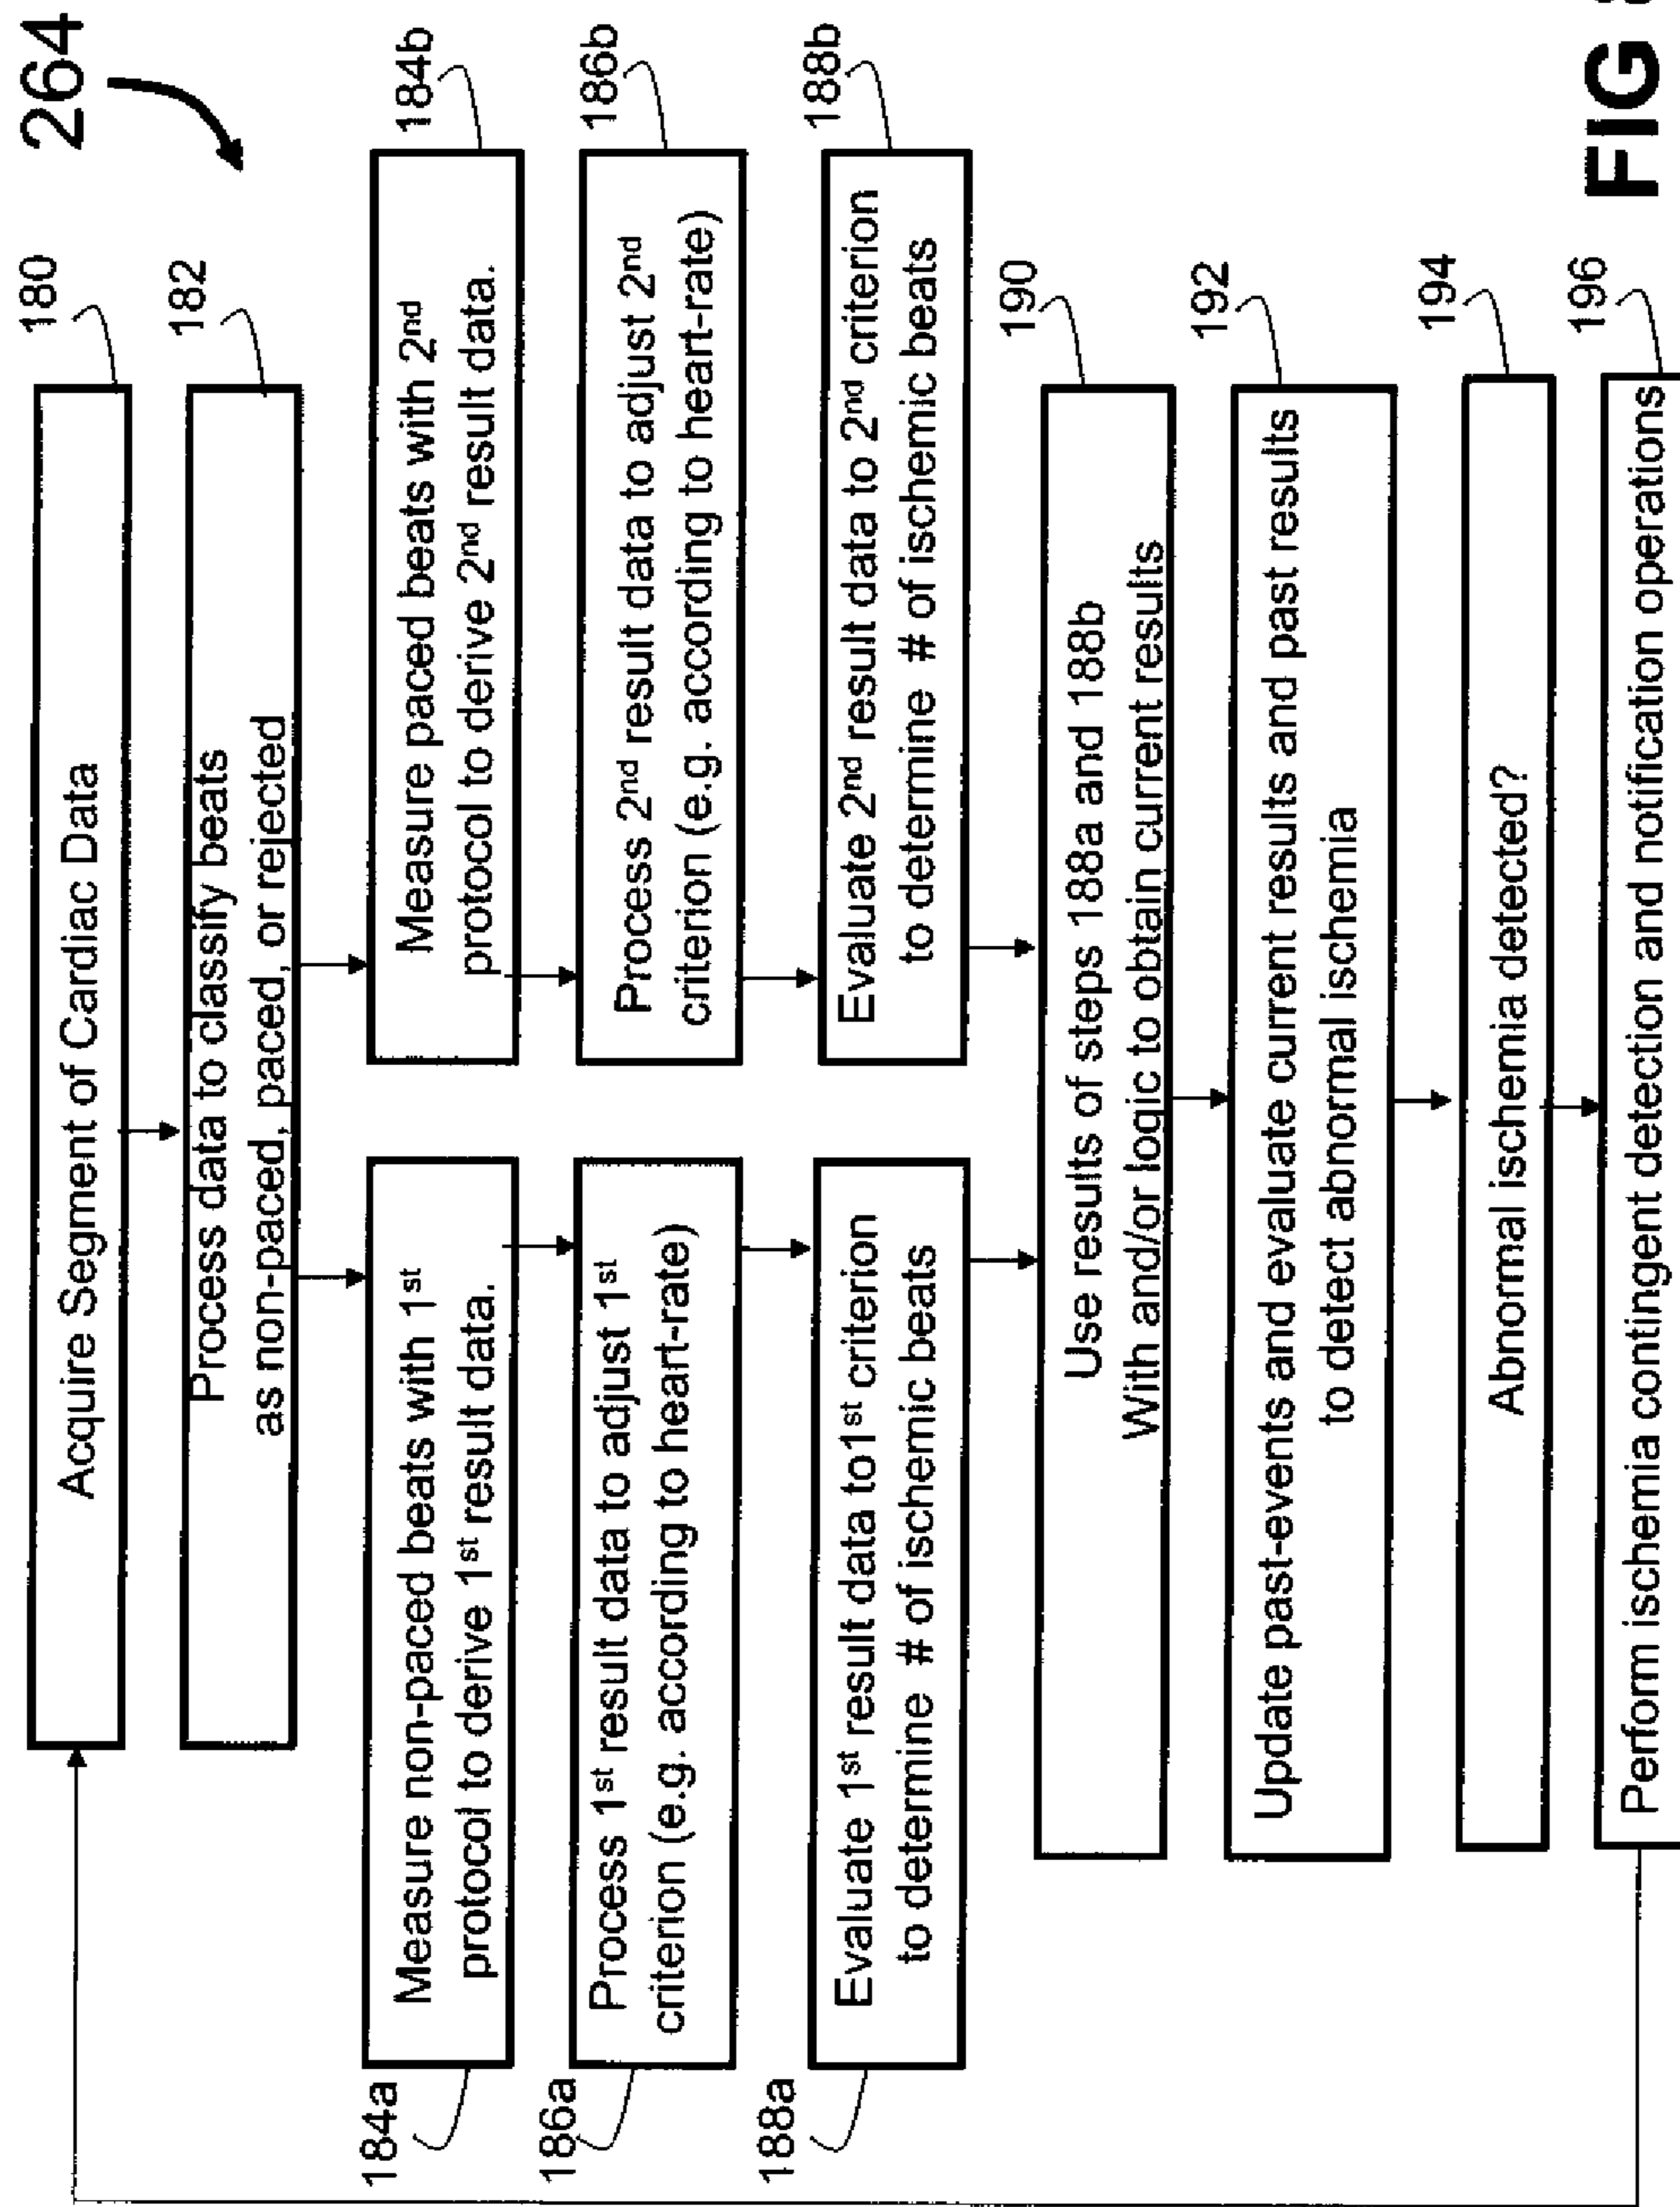 264
180
Acquire Segment of Cardiac Data
182
Process data to classify beats
as non-paced, paced, or rejected
184a
Measure non-paced beats with 1st
protocol to derive 1st result data.
184b
Measure paced beats with 2nd
protocol to derive 2nd result data.
186a
Process 1st result data to adjust 1st
criterion (e.g. according to heart-rate)
186b
Process 2nd result data to adjust 2nd
criterion (e.g. according to heart-rate)
188a
Evaluate 1st result data to1st criterion
to determine # of ischemic beats
188b
Evaluate 2nd result data to 2nd criterion
to determine # of ischemic beats
190
Use results of steps 188a and 188b
With and/or logic to obtain current results
192
Update past-events and evaluate current results and past results
to detect abnormal ischemia
194
Abnormal ischemia detected?
196
Perform ischemia contingent detection and notification operations
FIG